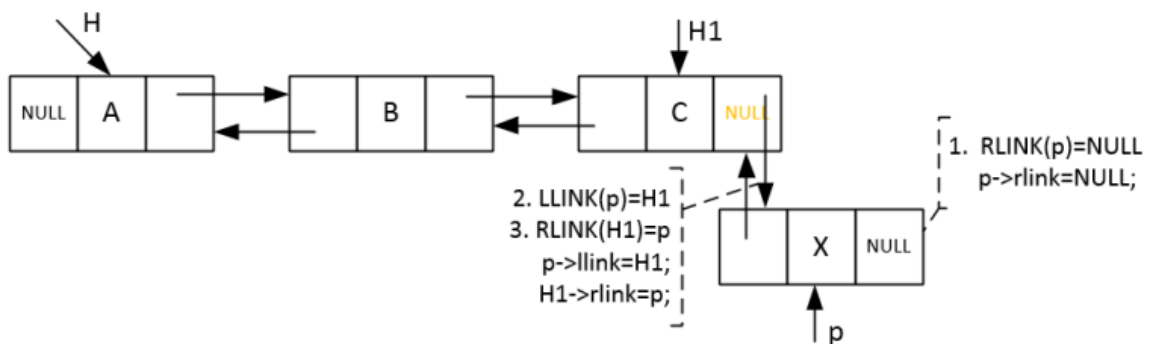 H
H1
NULL A
B
C NULL
1. RLINK(p)=NULL
p->rlink=NULL;
2. LLINK(p)=H1
3. RLINK(H1)=p
p->llink=H1;
H1->rlink=p;
X NULL
p